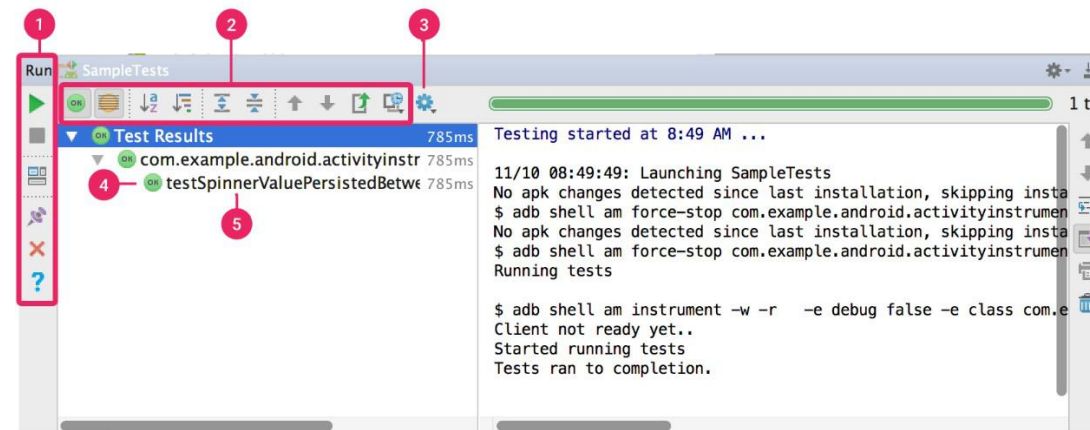 1 2 3
Run SampleTests
OK 1 t
Test Results 785ms
OK com.example.android.activityinstr 785ms
4 OK testSpinnerValuePersistedBetwe 785ms
5
Testing started at 8:49 AM ...
11/10 08:49:49: Launching SampleTests
No apk changes detected since last installation, skipping insta
$ adb shell am force-stop com.example.android.activityinstrumen
No apk changes detected since last installation, skipping insta
$ adb shell am force-stop com.example.android.activityinstrumen
Running tests
$ adb shell am instrument -w -r   -e debug false -e class com.e
Client not ready yet..
Started running tests
Tests ran to completion.